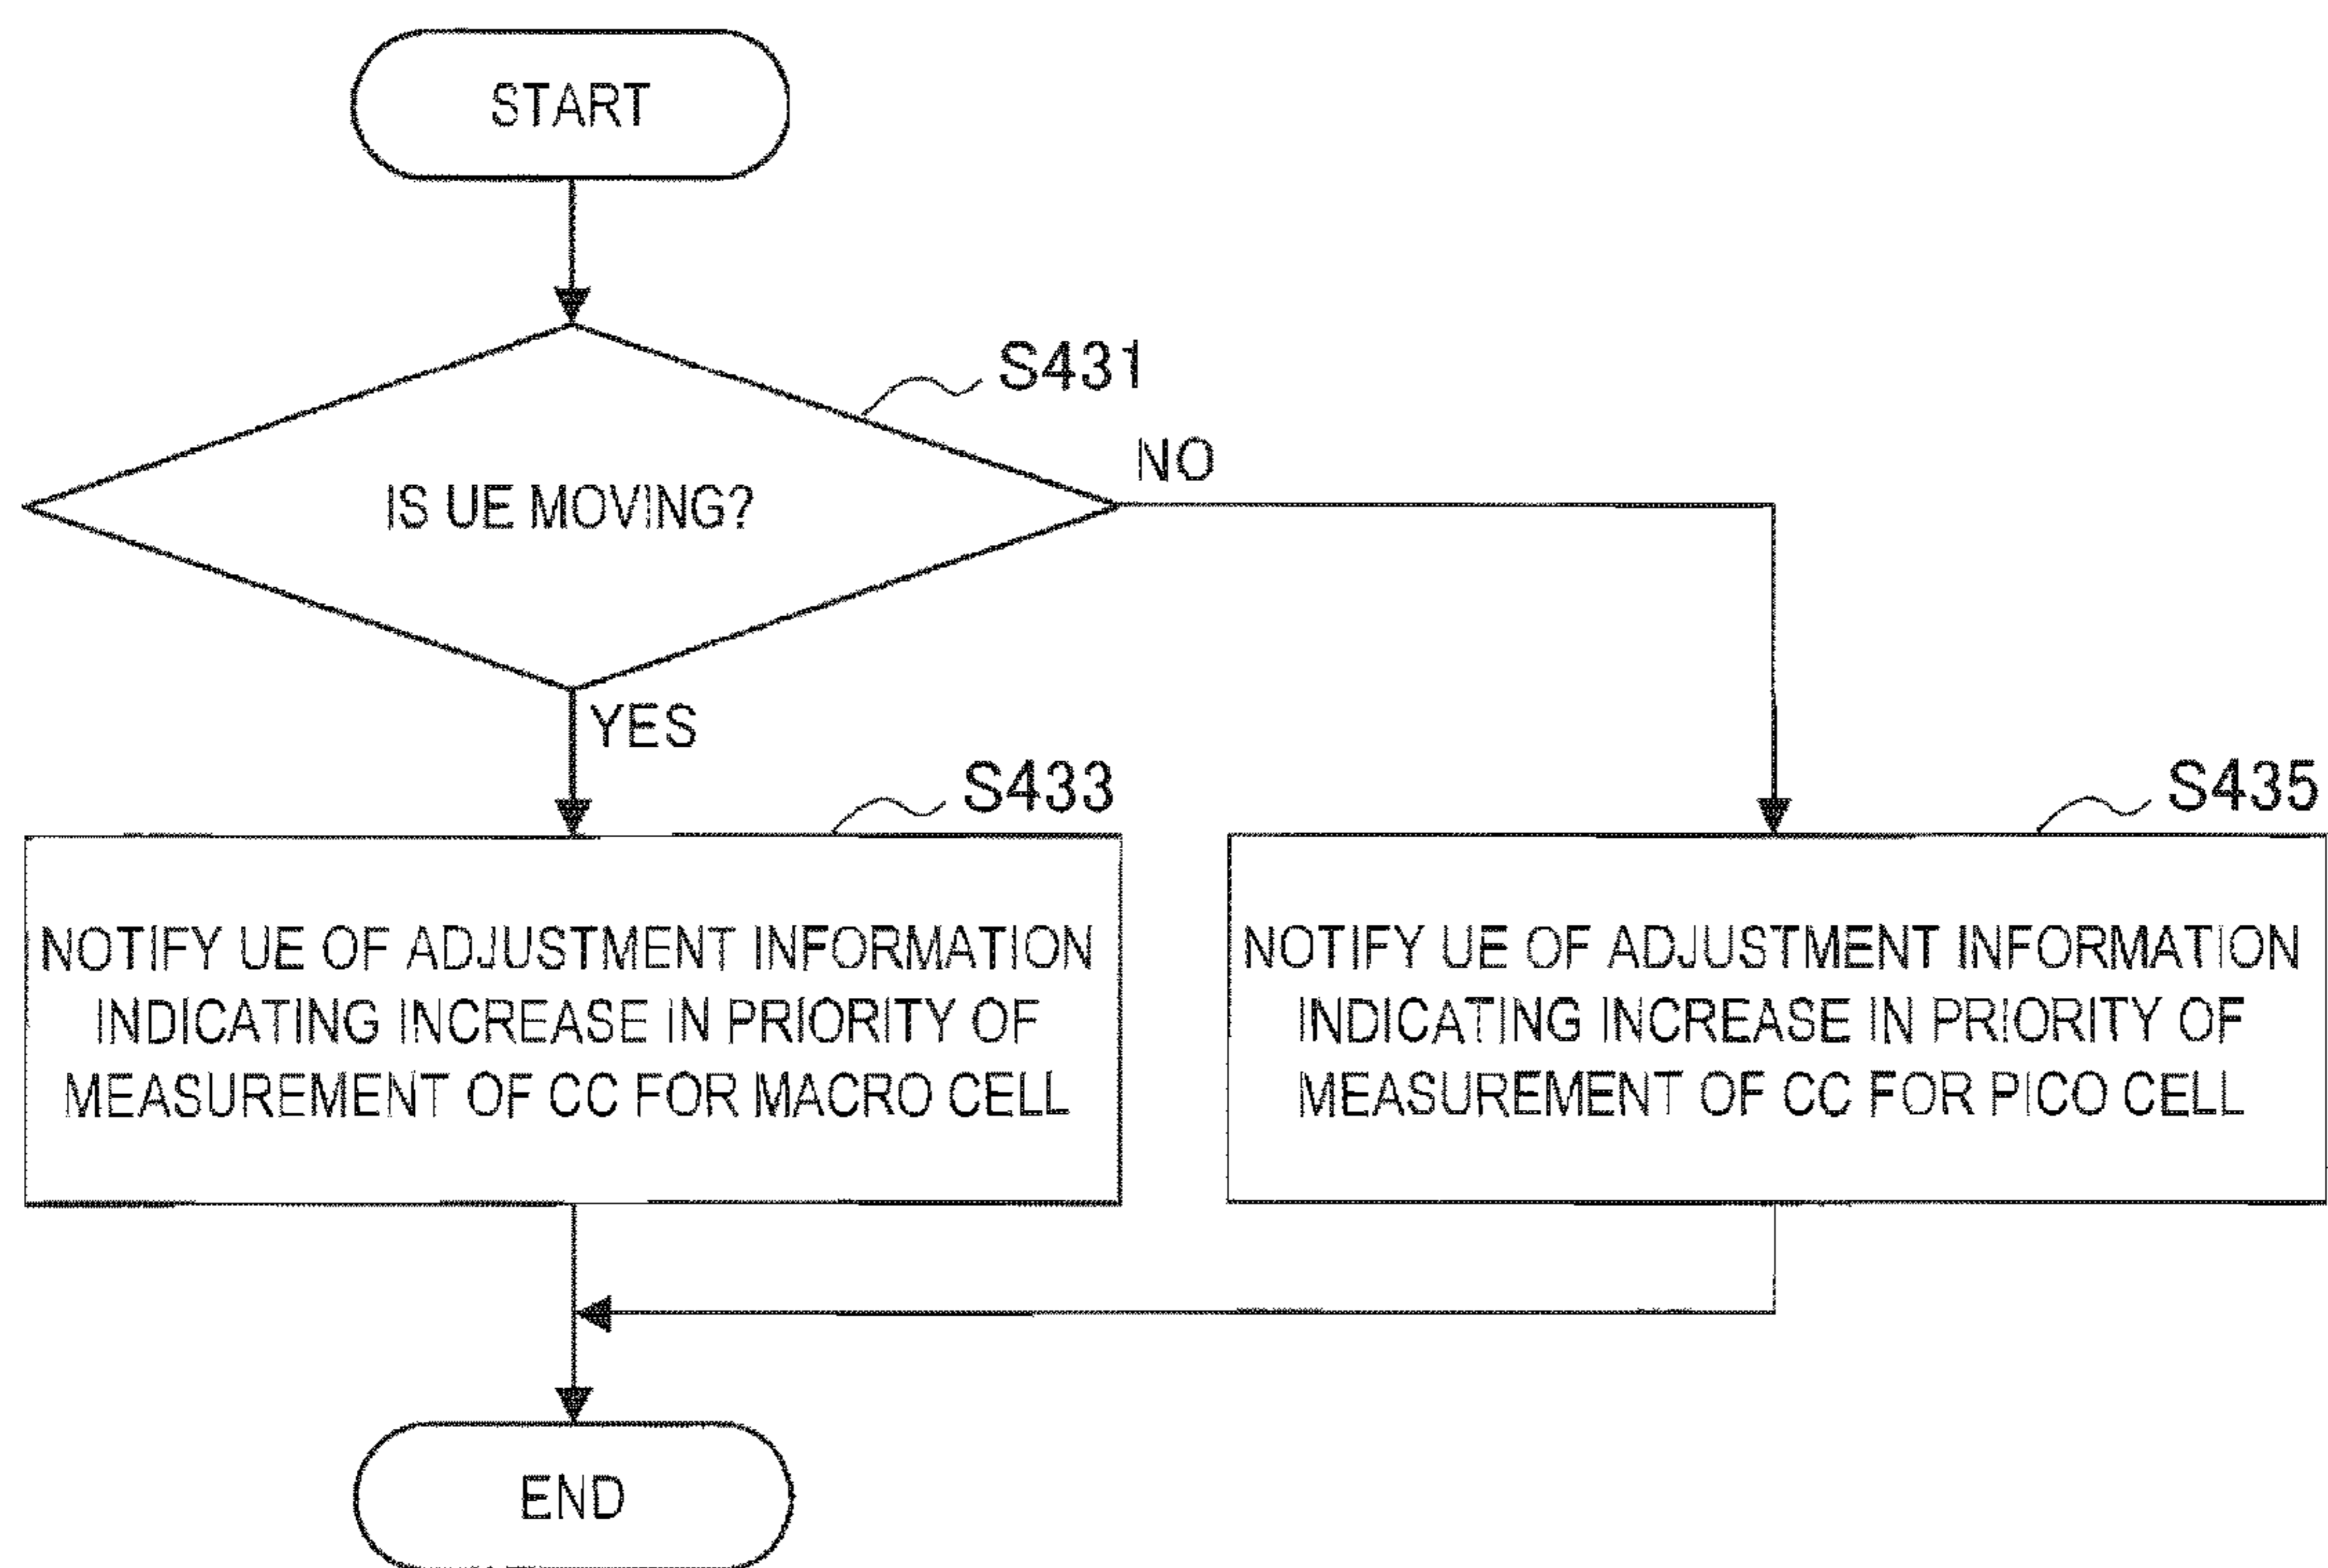 START
S431
NO
IS UE MOVING?
YES
S433
S435
NOTIFY UE OF ADJUSTMENT INFORMATION
INDICATING INCREASE IN PRIORITY OF
MEASUREMENT OF CC FOR MACRO CELL
NOTIFY UE OF ADJUSTMENT INFORMATION
INDICATING INCREASE IN PRIORITY OF
MEASUREMENT OF CC FOR PICO CELL
END